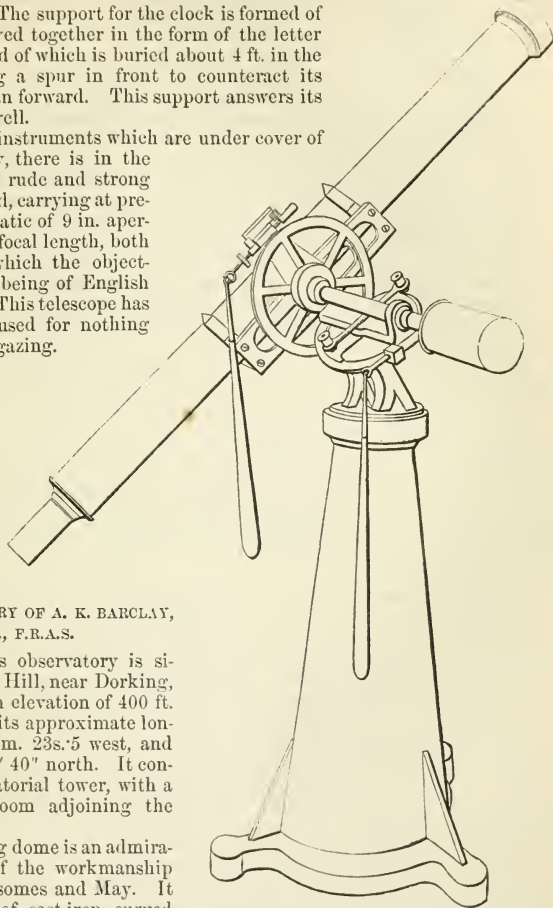 The support for the clock is formed of
red together in the form of the letter
d of which is buried about 4 ft. in the
g a spur in front to counteract its
n forward. This support answers its
ell.
instruments which are under cover of
, there is in the
rude and strong
d, carrying at pre-
atic of 9 in. aper-
focal length, both
hich the object-
being of English
This telescope has
used for nothing
gazing.
RY OF A. K. BARCLAY,
., F.R.A.S.
s observatory is si-
Hill, near Dorking,
n elevation of 400 ft.
its approximate lon-
m. 23s.·5 west, and
′ 40″ north. It con-
atorial tower, with a
oom adjoining the
g dome is an admira-
f the workmanship
somes and May. It
of cast-iron, curved